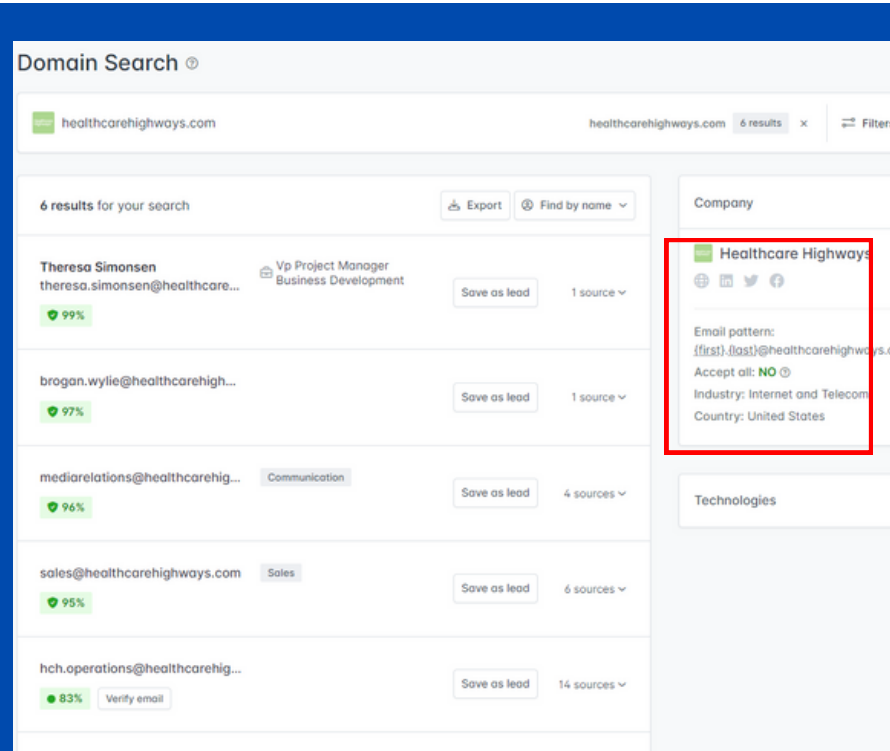 Domain Search
healthcarehighways.com
healthcarehighways.com 6 results × Filters
6 results for your search
Export Find by name
Theresa Simonsen
theresa.simonsen@healthcare...
Vp Project Manager
Business Development
99%
Save as lead 1 source
brogan.wylie@healthcarehigh...
97%
Save as lead 1 source
mediarelations@healthcarehig... Communication
96%
Save as lead 4 sources
sales@healthcarehighways.com Sales
95%
Save as lead 6 sources
hch.operations@healthcarehig...
83% Verify email
Save as lead 14 sources
Company
Healthcare Highways
Email pattern:
{first}.{last}@healthcarehighways.c
Accept all: NO
Industry: Internet and Telecom
Country: United States
Technologies